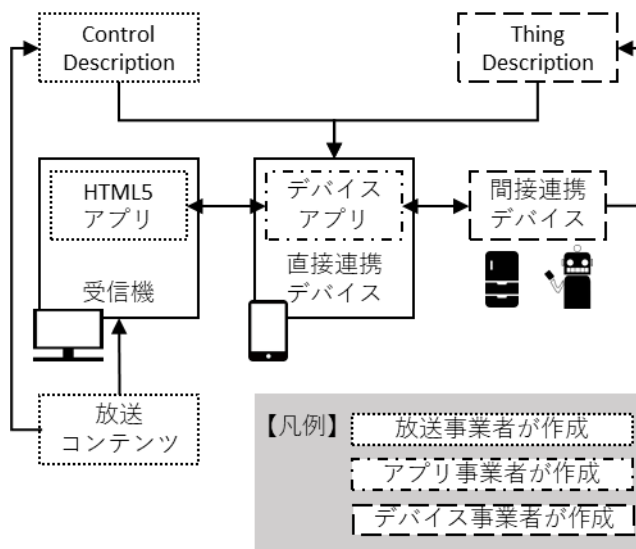 Control
Description
Thing
Description
HTML5
アプリ
受信機
デバイス
アプリ
直接連携
デバイス
間接連携
デバイス
放送
コンテンツ
【凡例】
放送事業者が作成
アプリ事業者が作成
デバイス事業者が作成